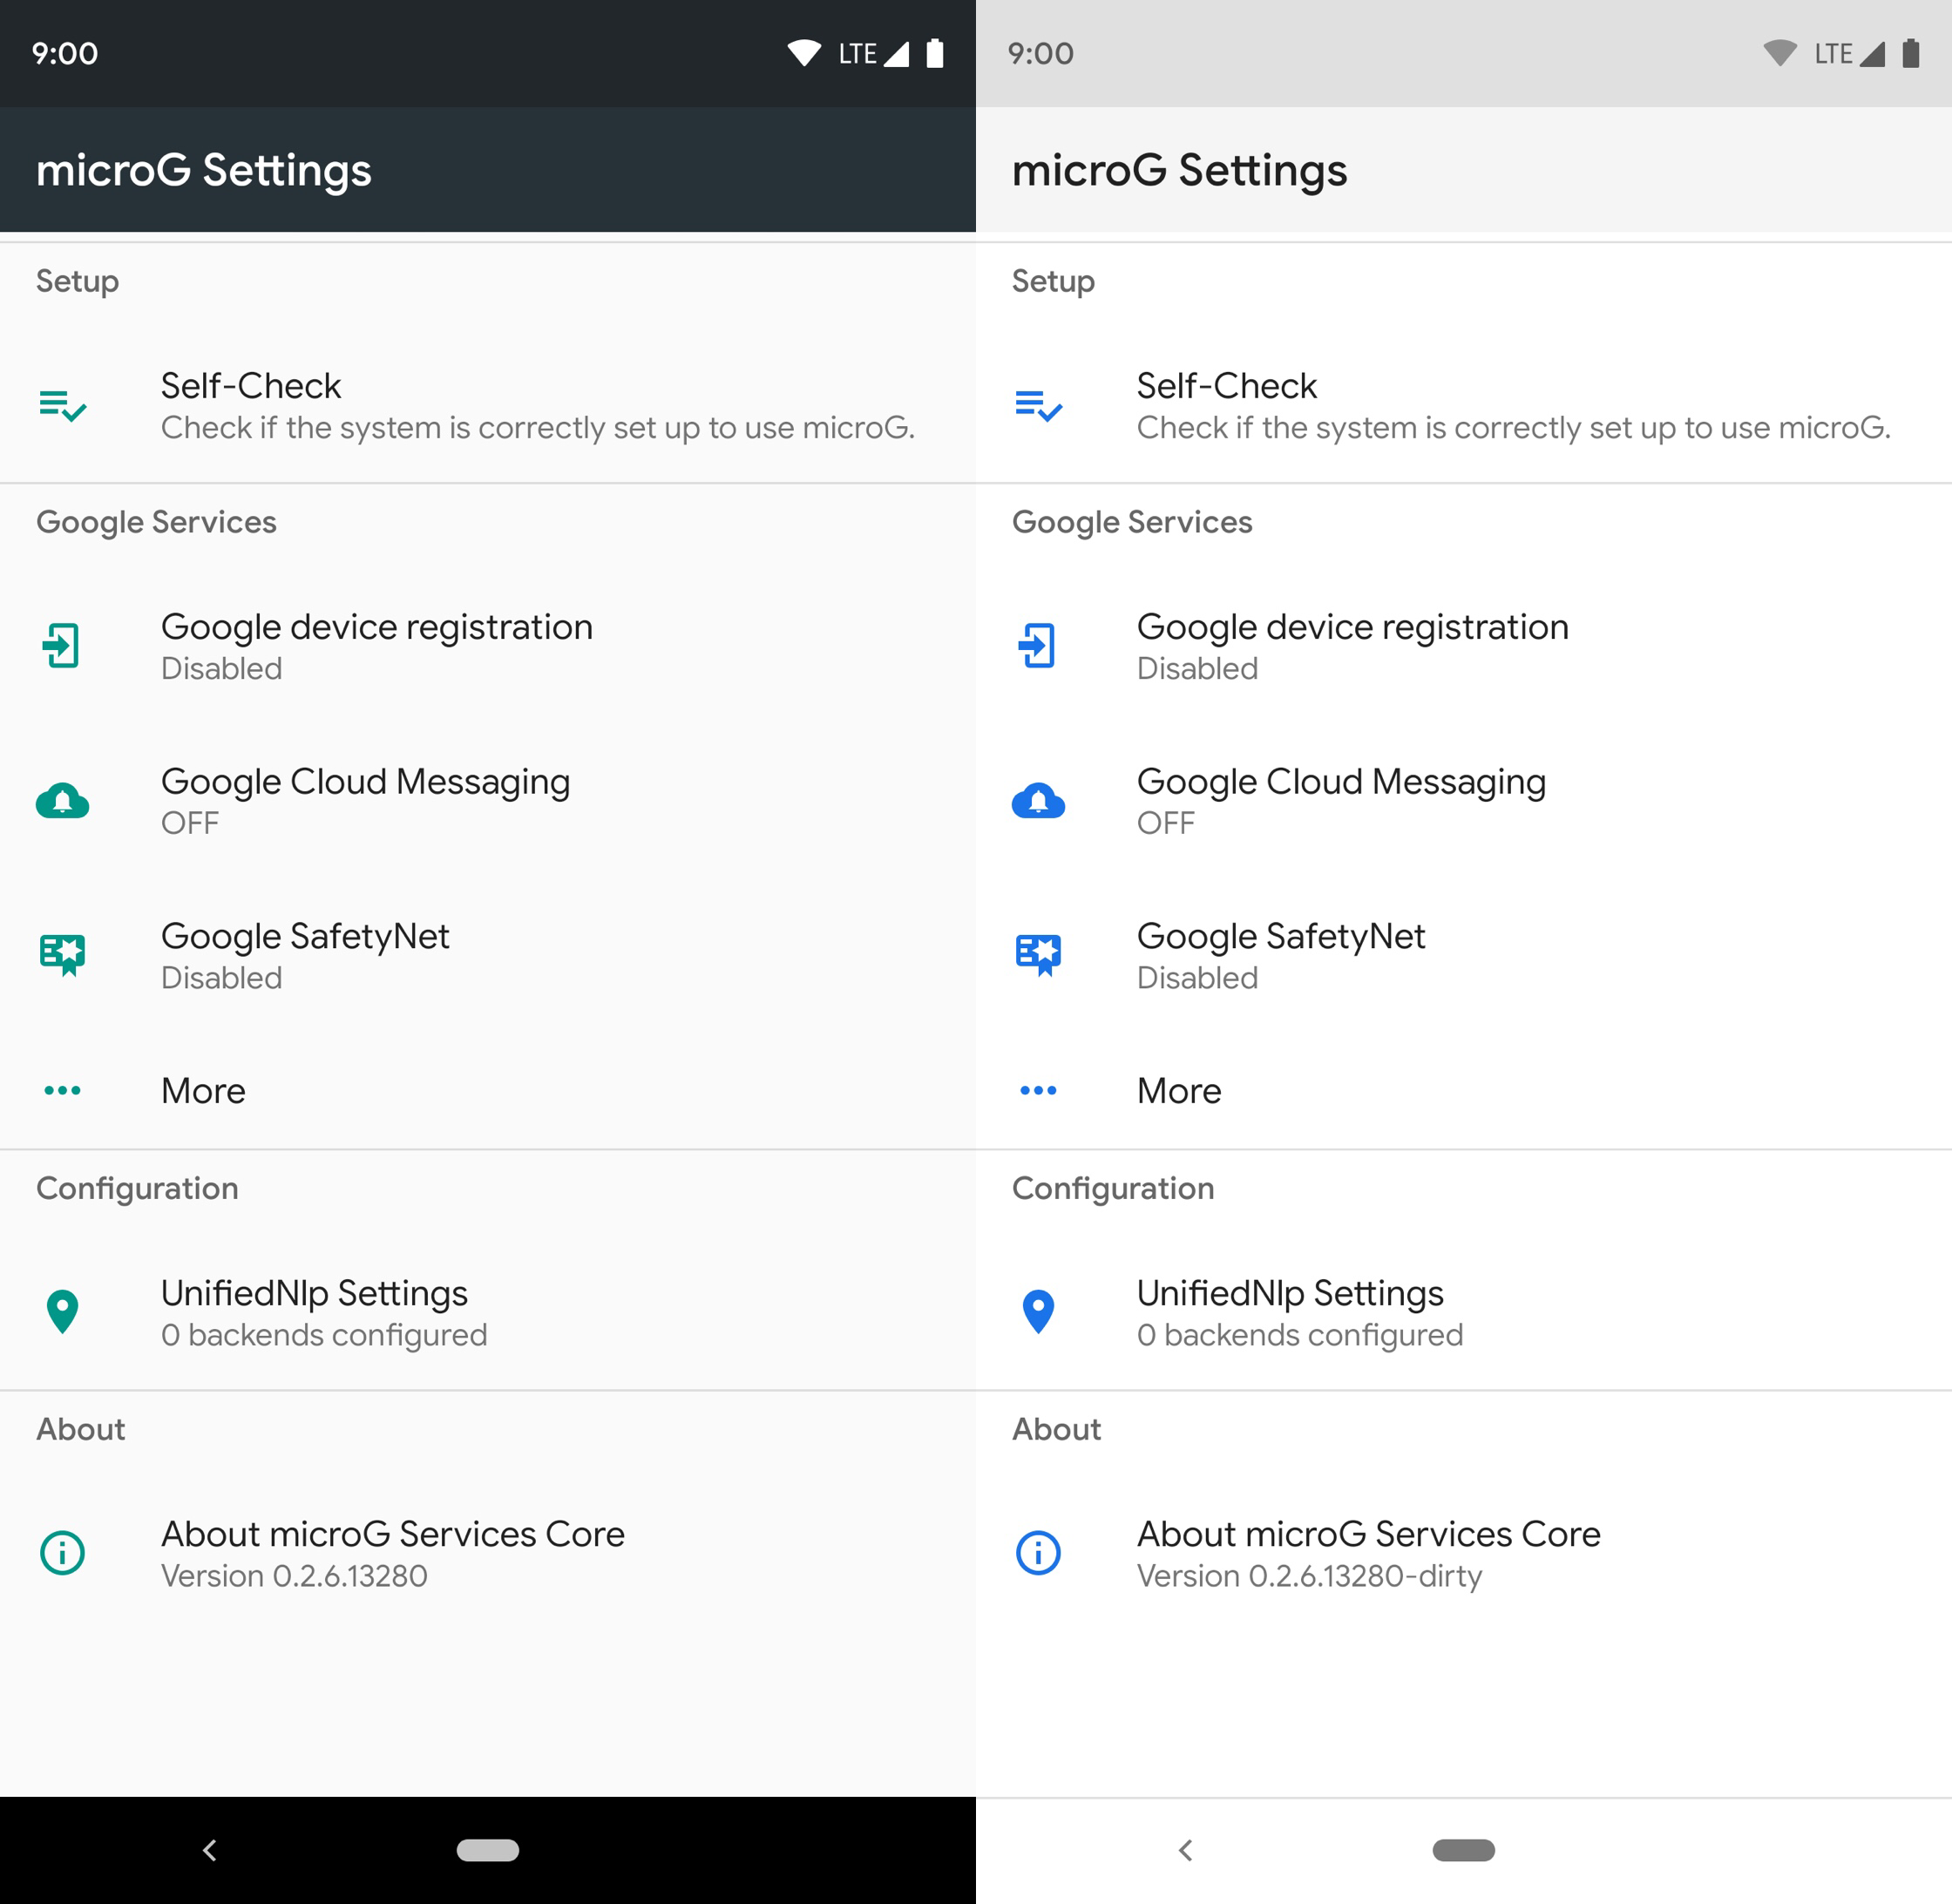 9:00
LTE
microG Settings
Setup
Self-Check
Check if the system is correctly set up to use microG.
Google Services
Google device registration
Disabled
Google Cloud Messaging
OFF
Google SafetyNet
Disabled
More
Configuration
UnifiedNlp Settings
0 backends configured
About
About microG Services Core
Version 0.2.6.13280
9:00
LTE
microG Settings
Setup
Self-Check
Check if the system is correctly set up to use microG.
Google Services
Google device registration
Disabled
Google Cloud Messaging
OFF
Google SafetyNet
Disabled
More
Configuration
UnifiedNlp Settings
0 backends configured
About
About microG Services Core
Version 0.2.6.13280-dirty